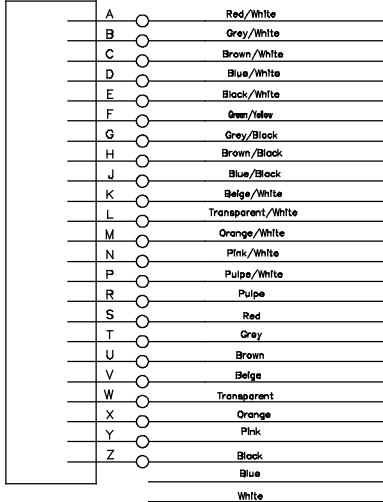 A Red/White
B Grey/White
C Brown/White
D Blue/White
E Black/White
F Green/Yellow
G Grey/Black
H Brown/Black
J Blue/Black
K Beige/White
L Transparent/White
M Orange/White
N Pink/White
P Pulpe/White
R Pulpe
S Red
T Grey
U Brown
V Beige
W Transparent
X Orange
Y Pink
Z Black
Blue
White